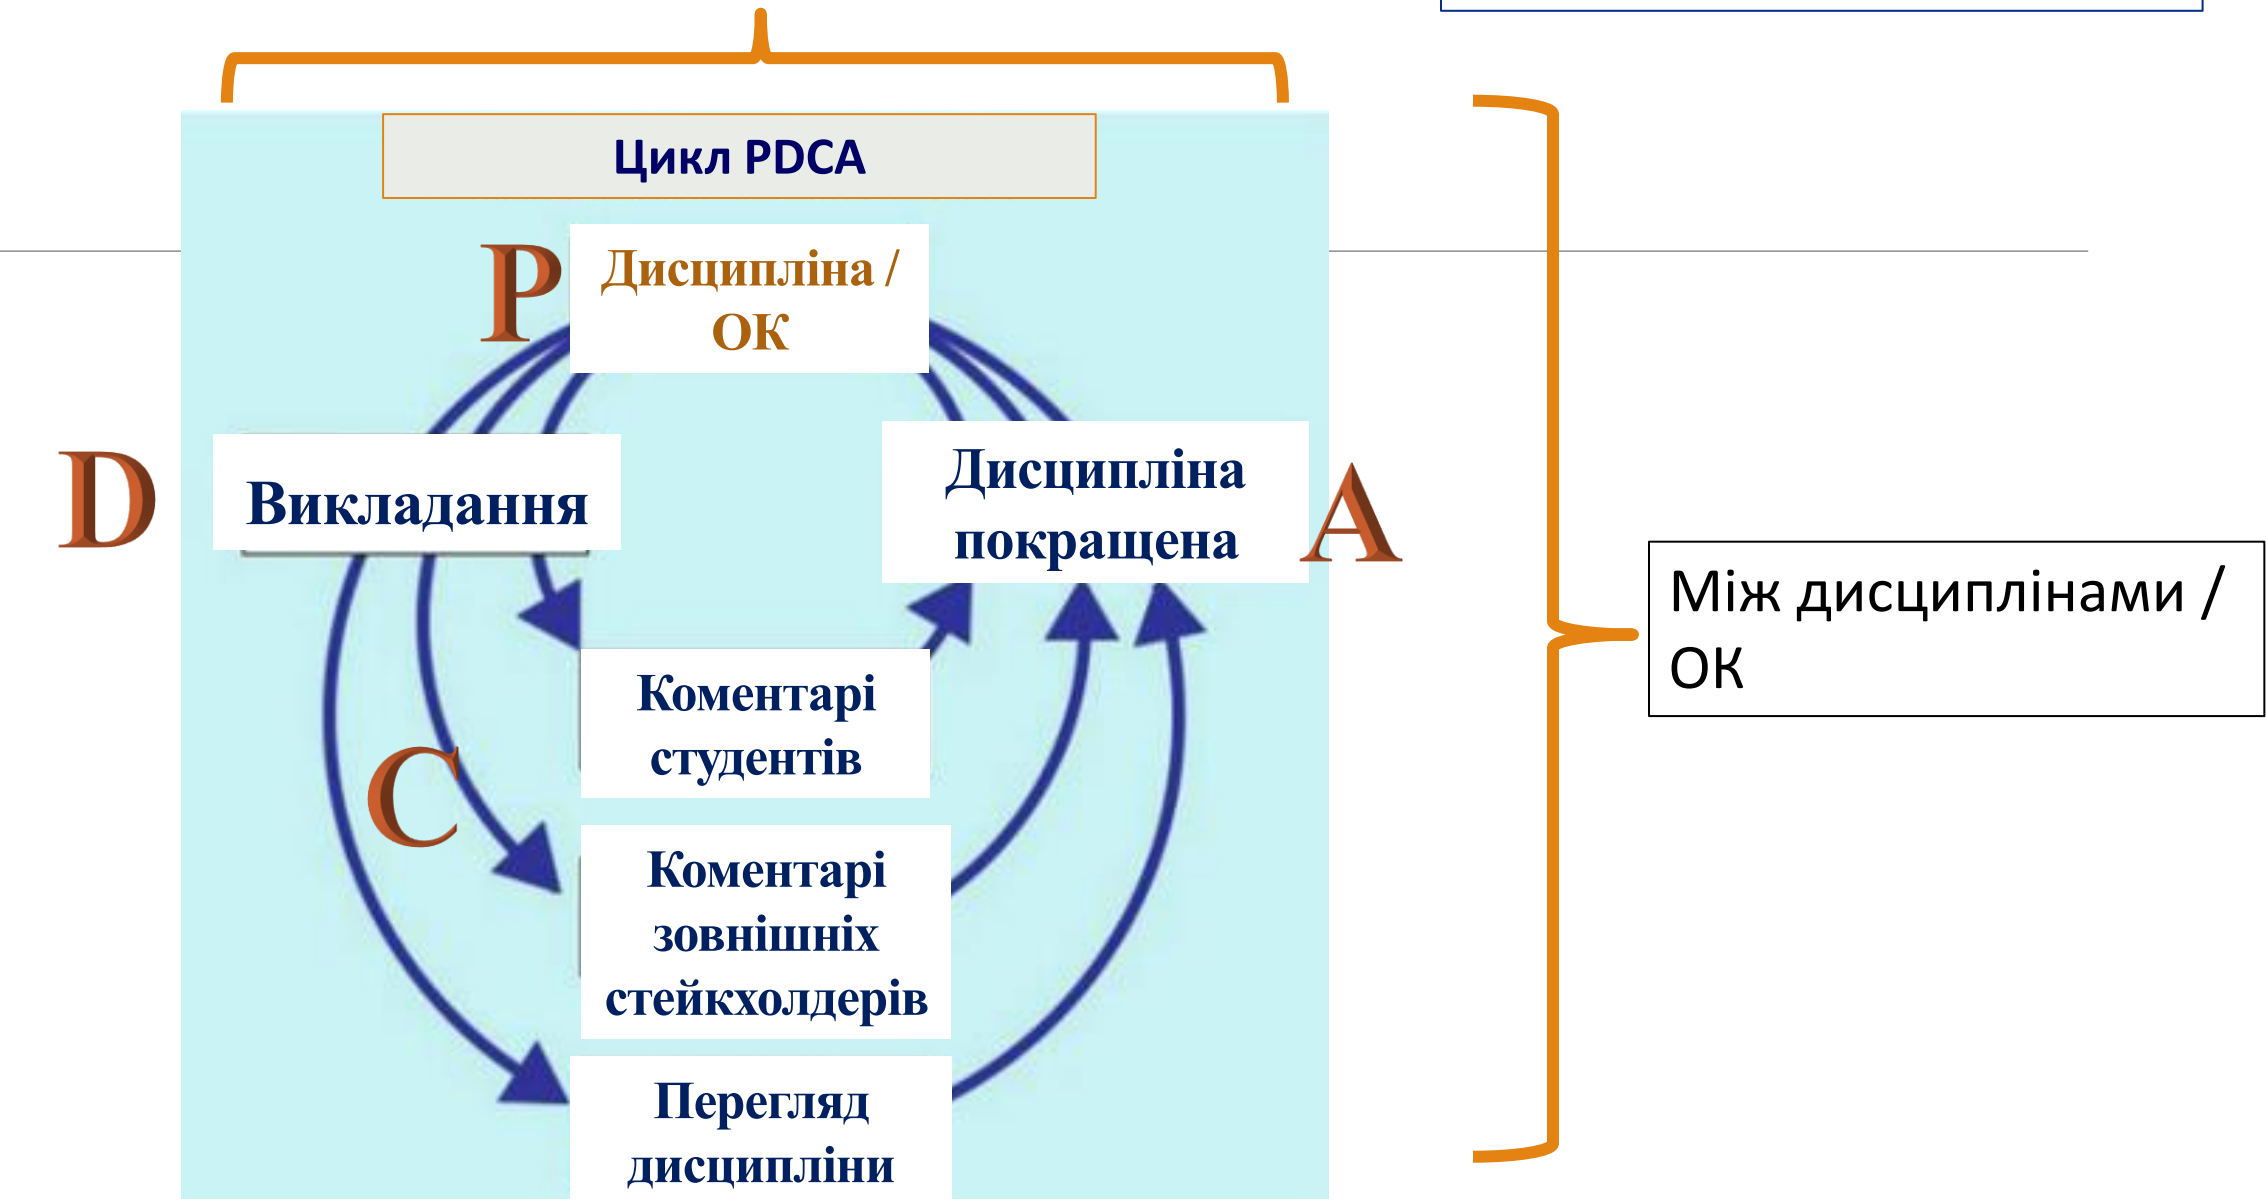 Цикл PDCA
P
Дисципліна /
ОК
D
Викладання
Дисципліна
покращена
A
Між дисциплінами /
ОК
Коментарі
студентів
C
Коментарі
зовнішніх
стейкхолдерів
Перегляд
дисципліни